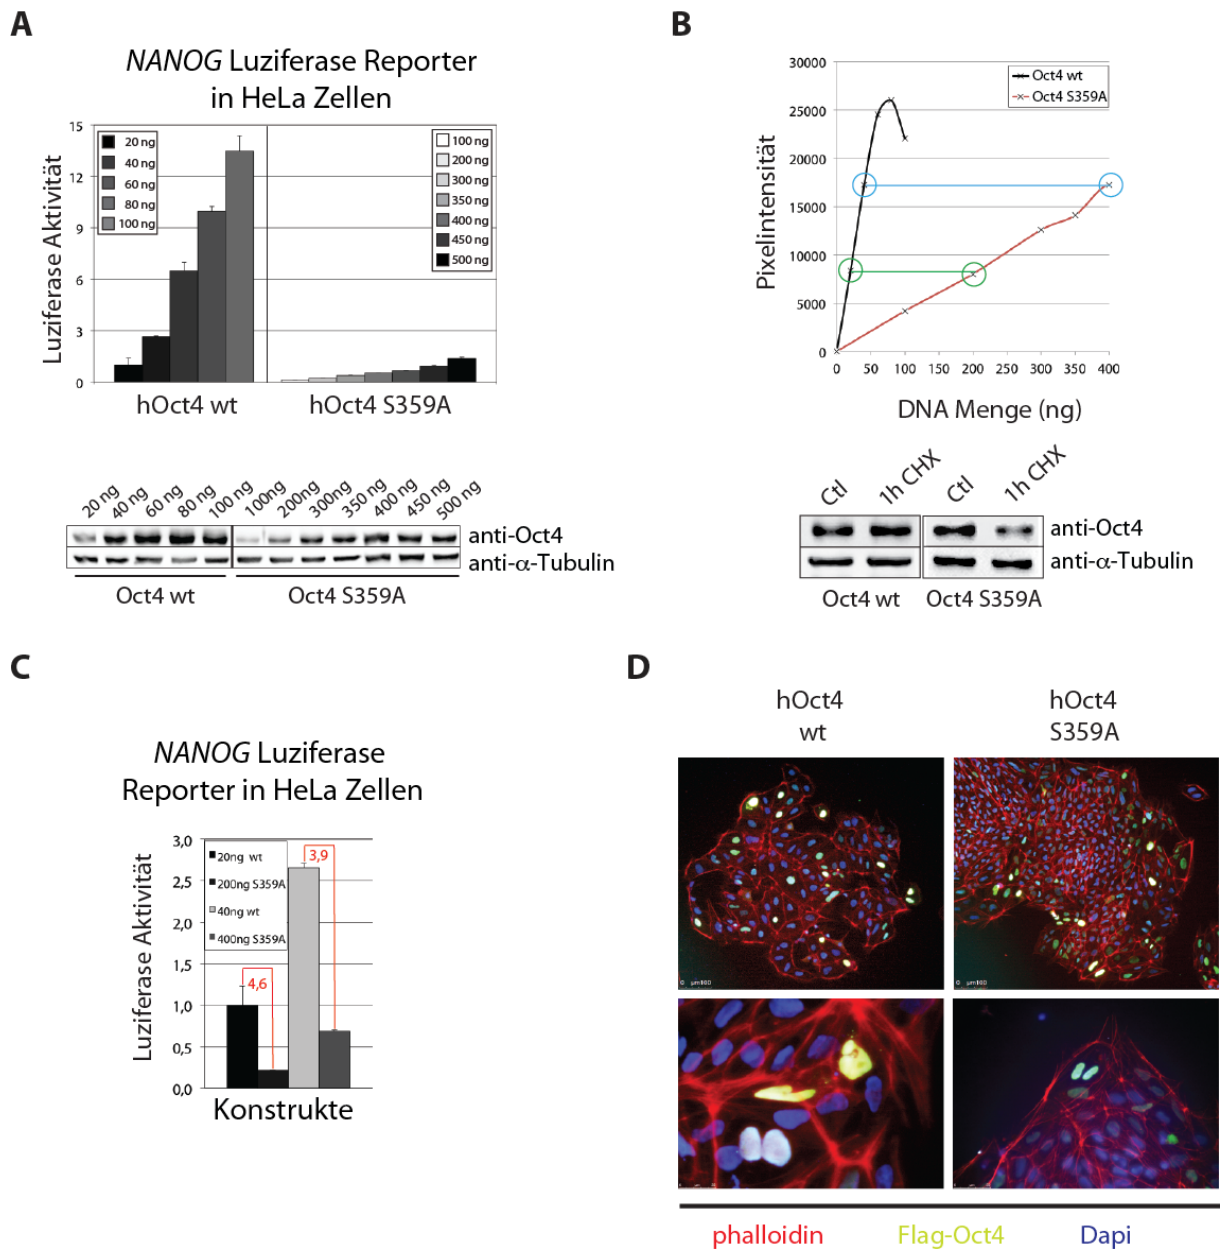 A
NANOG Luziferase Reporter
in HeLa Zellen
Luziferase Aktivität
15
12
9
6
3
0
20 ng
40 ng
60 ng
80 ng
100 ng
100 ng
200 ng
300 ng
350 ng
400 ng
450 ng
500 ng
hOct4 wt
hOct4 S359A
20 ng
40 ng
60 ng
80 ng
100 ng
100ng
200ng
300ng
350 ng
400 ng
450 ng
500 ng
anti-Oct4
anti-α-Tubulin
Oct4 wt
Oct4 S359A
B
Pixelintensität
30000
25000
20000
15000
10000
5000
0
Oct4 wt
Oct4 S359A
0 50 100 150 200 250 300 350 400
DNA Menge (ng)
Ctl
1h CHX
Ctl
1h CHX
anti-Oct4
anti-α-Tubulin
Oct4 wt
Oct4 S359A
C
NANOG Luziferase
Reporter in HeLa Zellen
Luziferase Aktivität
3,0
2,5
2,0
1,5
1,0
0,5
0,0
20ng wt
200ng S359A
40ng wt
400ng S359A
4,6
3,9
Konstrukte
D
hOct4
wt
hOct4
S359A
phalloidin
Flag-Oct4
Dapi